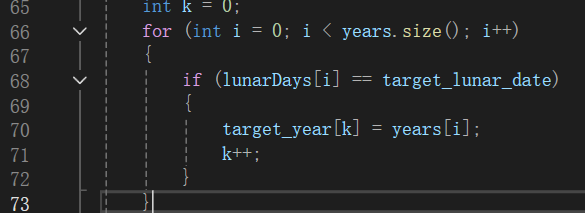 65 int k = 0;
66 for (int i = 0; i < years.size(); i++)
67 {
68 if (lunarDays[i] == target_lunar_date)
69 {
70 target_year[k] = years[i];
71 k++;
72 }
73 }